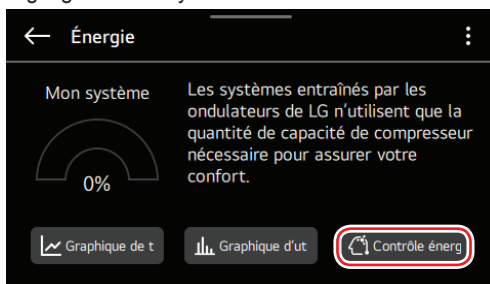 Énergie
Mon système
0%
Les systèmes entraînés par les
ondulateurs de LG n'utilisent que la
quantité de capacité de compresseur
nécessaire pour assurer votre
confort.
Graphique de t
Graphique d'ut
Contrôle énerg